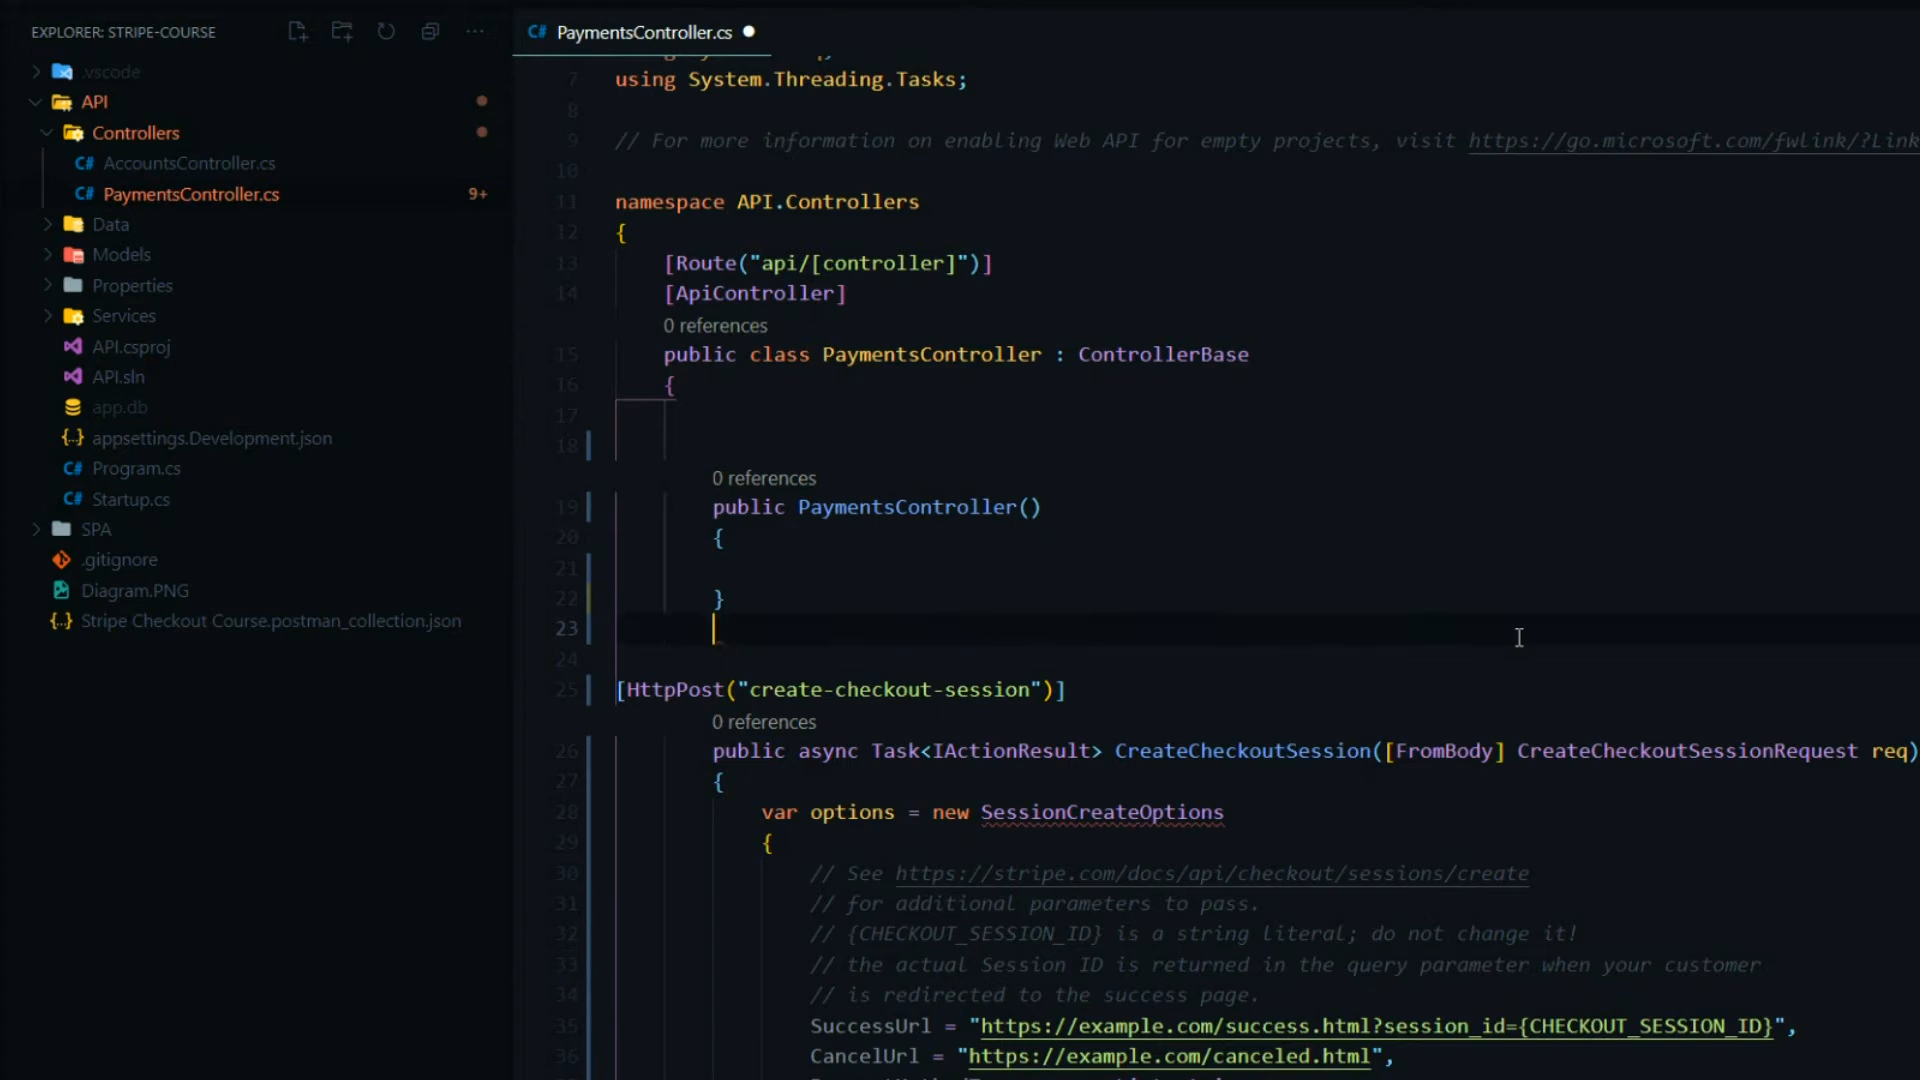 EXPLORER: STRIPE-COURSE
.vscode
API
Controllers
AccountsController.cs
PaymentsController.cs 9+
Data
Models
Properties
Services
API.csproj
API.sln
app.db
appsettings.Development.json
Program.cs
Startup.cs
SPA
.gitignore
Diagram.PNG
Stripe Checkout Course.postman_collection.json
PaymentsController.cs
7 using System.Threading.Tasks;
8
9 // For more information on enabling Web API for empty projects, visit https://go.microsoft.com/fwlink/?Link
10
11 namespace API.Controllers
12 {
13 [Route("api/[controller]")]
14 [ApiController]
0 references
15 public class PaymentsController : ControllerBase
16 {
17
18
0 references
19 public PaymentsController()
20 {
21
22 }
23
24
25 [HttpPost("create-checkout-session")]
0 references
26 public async Task<IActionResult> CreateCheckoutSession([FromBody] CreateCheckoutSessionRequest req)
27 {
28 var options = new SessionCreateOptions
29 {
30 // See https://stripe.com/docs/api/checkout/sessions/create
31 // for additional parameters to pass.
32 // {CHECKOUT_SESSION_ID} is a string literal; do not change it!
33 // the actual Session ID is returned in the query parameter when your customer
34 // is redirected to the success page.
35 SuccessUrl = "https://example.com/success.html?session_id={CHECKOUT_SESSION_ID}",
36 CancelUrl = "https://example.com/canceled.html",